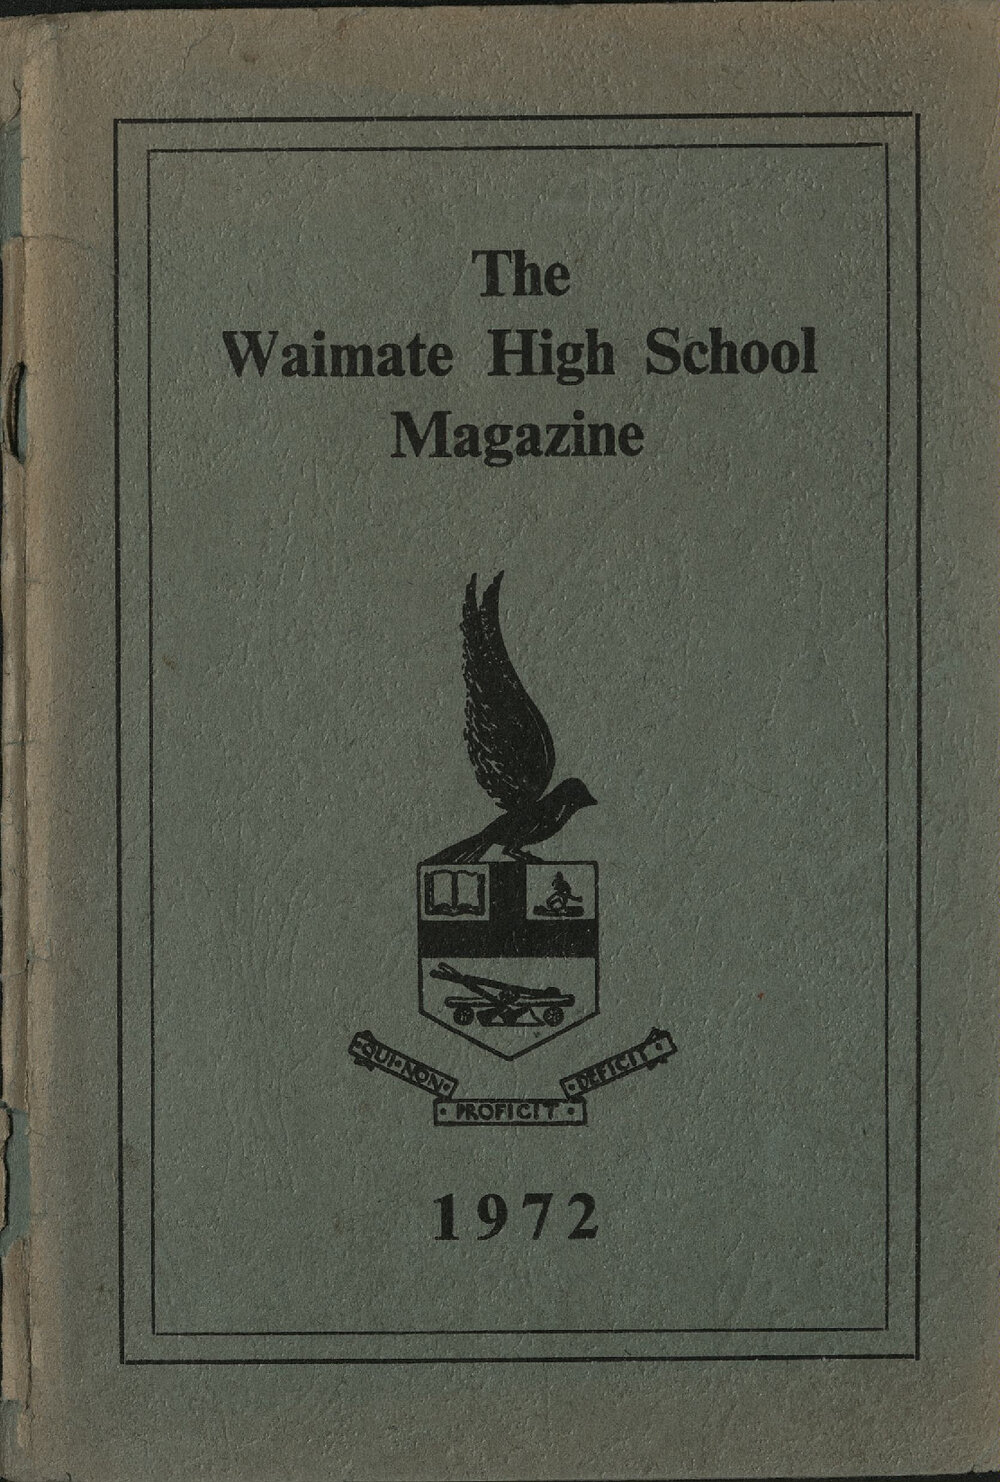 The
Waimate High School
Magazine
·QUI·NON·
· PROFICIT ·
·DEFICIT·
1972